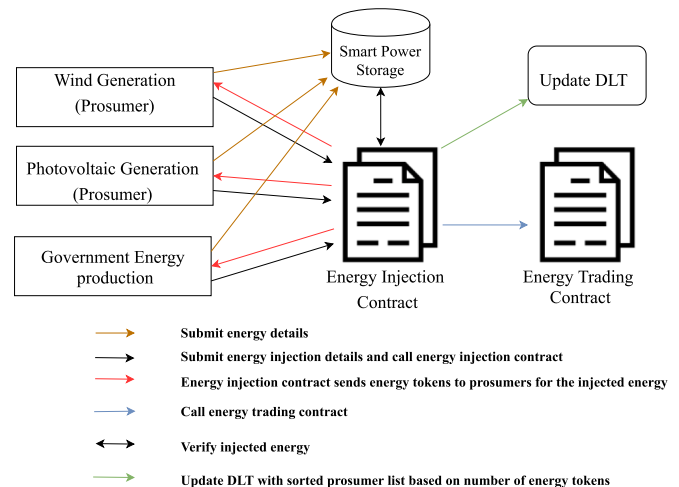 Smart Power
Storage
Wind Generation
(Prosumer)
Update DLT
Photovoltaic Generation
(Prosumer)
Government Energy
production
Energy Injection
Contract
Energy Trading
Contract
Submit energy details
Submit energy injection details and call energy injection contract
Energy injection contract sends energy tokens to prosumers for the injected energy
Call energy trading contract
Verify injected energy
Update DLT with sorted prosumer list based on number of energy tokens